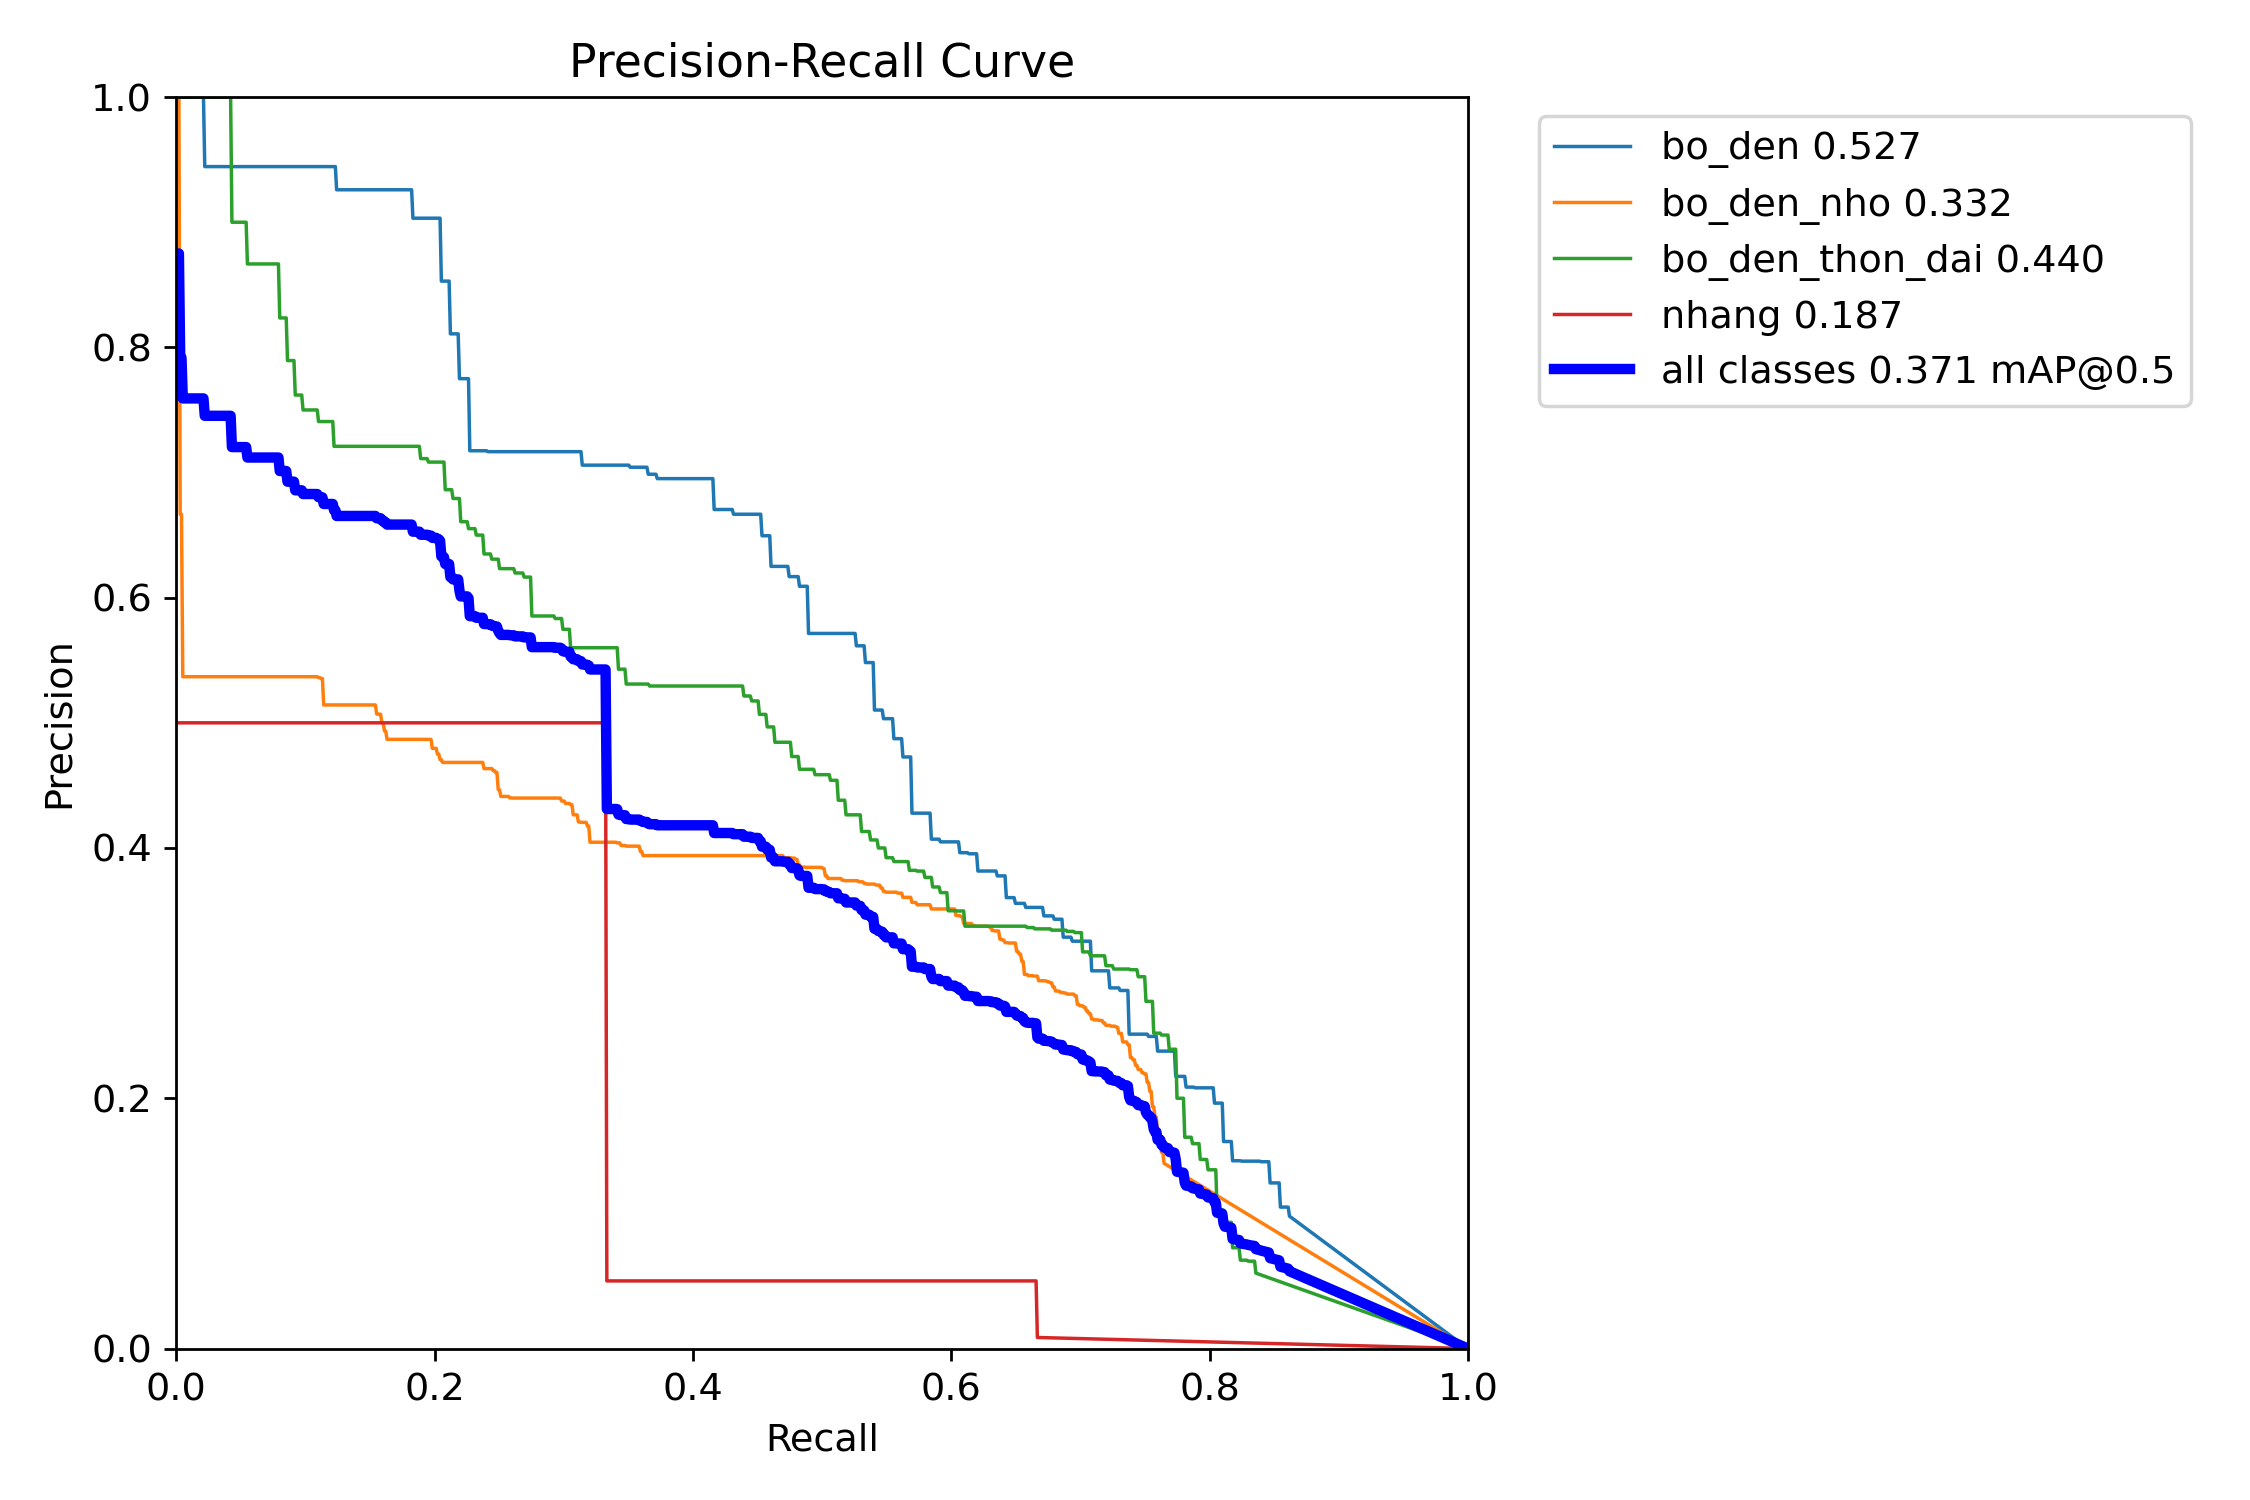 Precision-Recall Curve
1.0
0.8
0.6
0.4
0.2
0.0
Precision
0.0 0.2 0.4 0.6 0.8 1.0
Recall
bo_den 0.527
bo_den_nho 0.332
bo_den_thon_dai 0.440
nhang 0.187
all classes 0.371 mAP@0.5